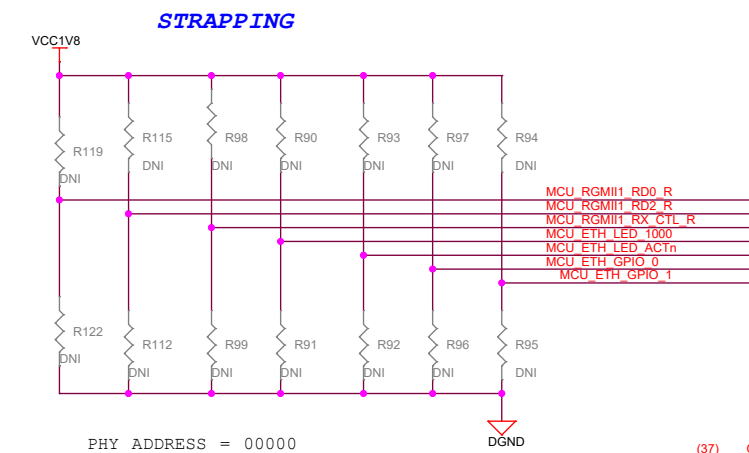 STRAPPING
VCC1V8
R119 R115 R98 R90 R93 R97 R94
DNI DNI DNI DNI DNI DNI DNI
MCU_RGMII1_RD0_R
MCU_RGMII1_RD2_R
MCU_RGMII1_RX_CTL_R
MCU_ETH_LED_1000
MCU_ETH_LED_ACTn
MCU_ETH_GPIO_0
MCU_ETH_GPIO_1
R122 R112 R99 R91 R92 R96 R95
DNI DNI DNI DNI DNI DNI DNI
PHY ADDRESS = 00000
DGND
(37)